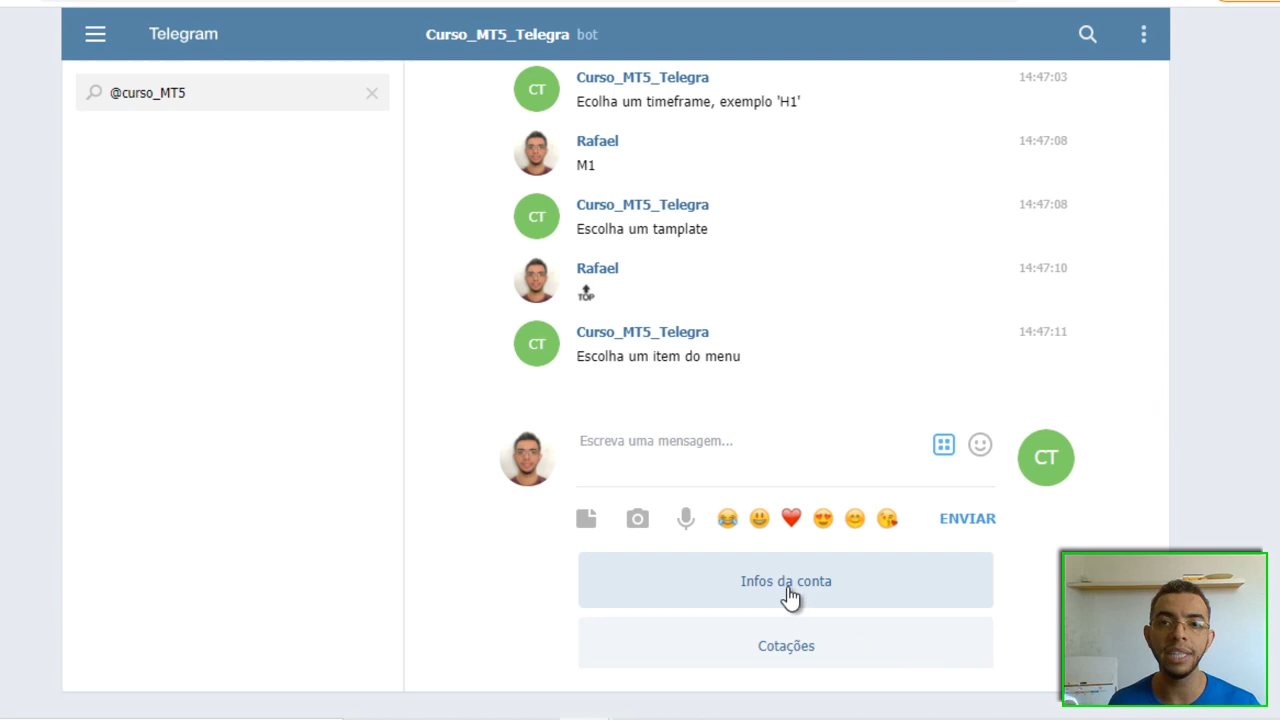 Telegram
Curso_MT5_Telegra bot
@curso_MT5
Curso_MT5_Telegra 14:47:03
CT
Ecolha um timeframe, exemplo 'H1'
Rafael 14:47:08
M1
Curso_MT5_Telegra 14:47:08
CT
Escolha um tamplate
Rafael 14:47:10
TOP
Curso_MT5_Telegra 14:47:11
CT
Escolha um item do menu
Escreva uma mensagem...
CT
ENVIAR
Infos da conta
Cotações